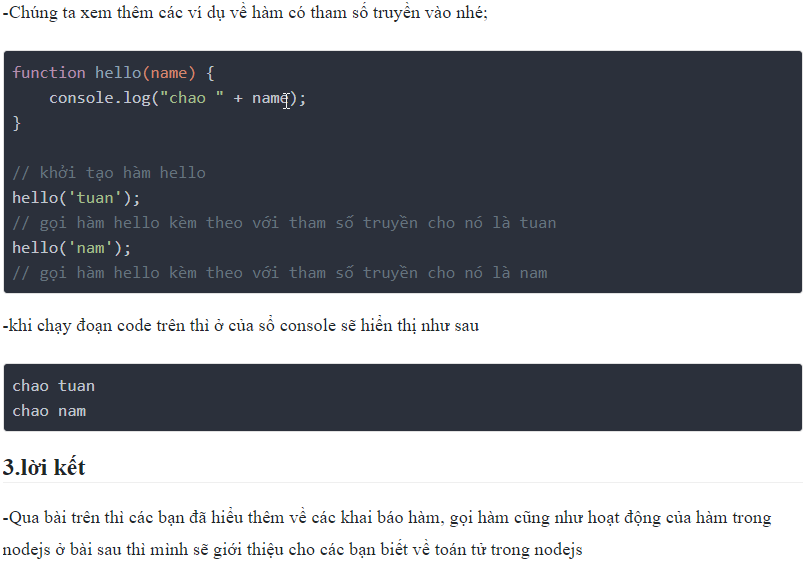 -Chúng ta xem thêm các ví dụ về hàm có tham số truyền vào nhé;
function hello(name) {
    console.log("chao " + name);
}
// khởi tạo hàm hello
hello('tuan');
// gọi hàm hello kèm theo với tham số truyền cho nó là tuan
hello('nam');
// gọi hàm hello kèm theo với tham số truyền cho nó là nam
-khi chạy đoạn code trên thì ở của sổ console sẽ hiển thị như sau
chao tuan
chao nam
3.lời kết
-Qua bài trên thì các bạn đã hiểu thêm về các khai báo hàm, gọi hàm cũng như hoạt động của hàm trong
nodejs ở bài sau thì mình sẽ giới thiệu cho các bạn biết về toán tử trong nodejs